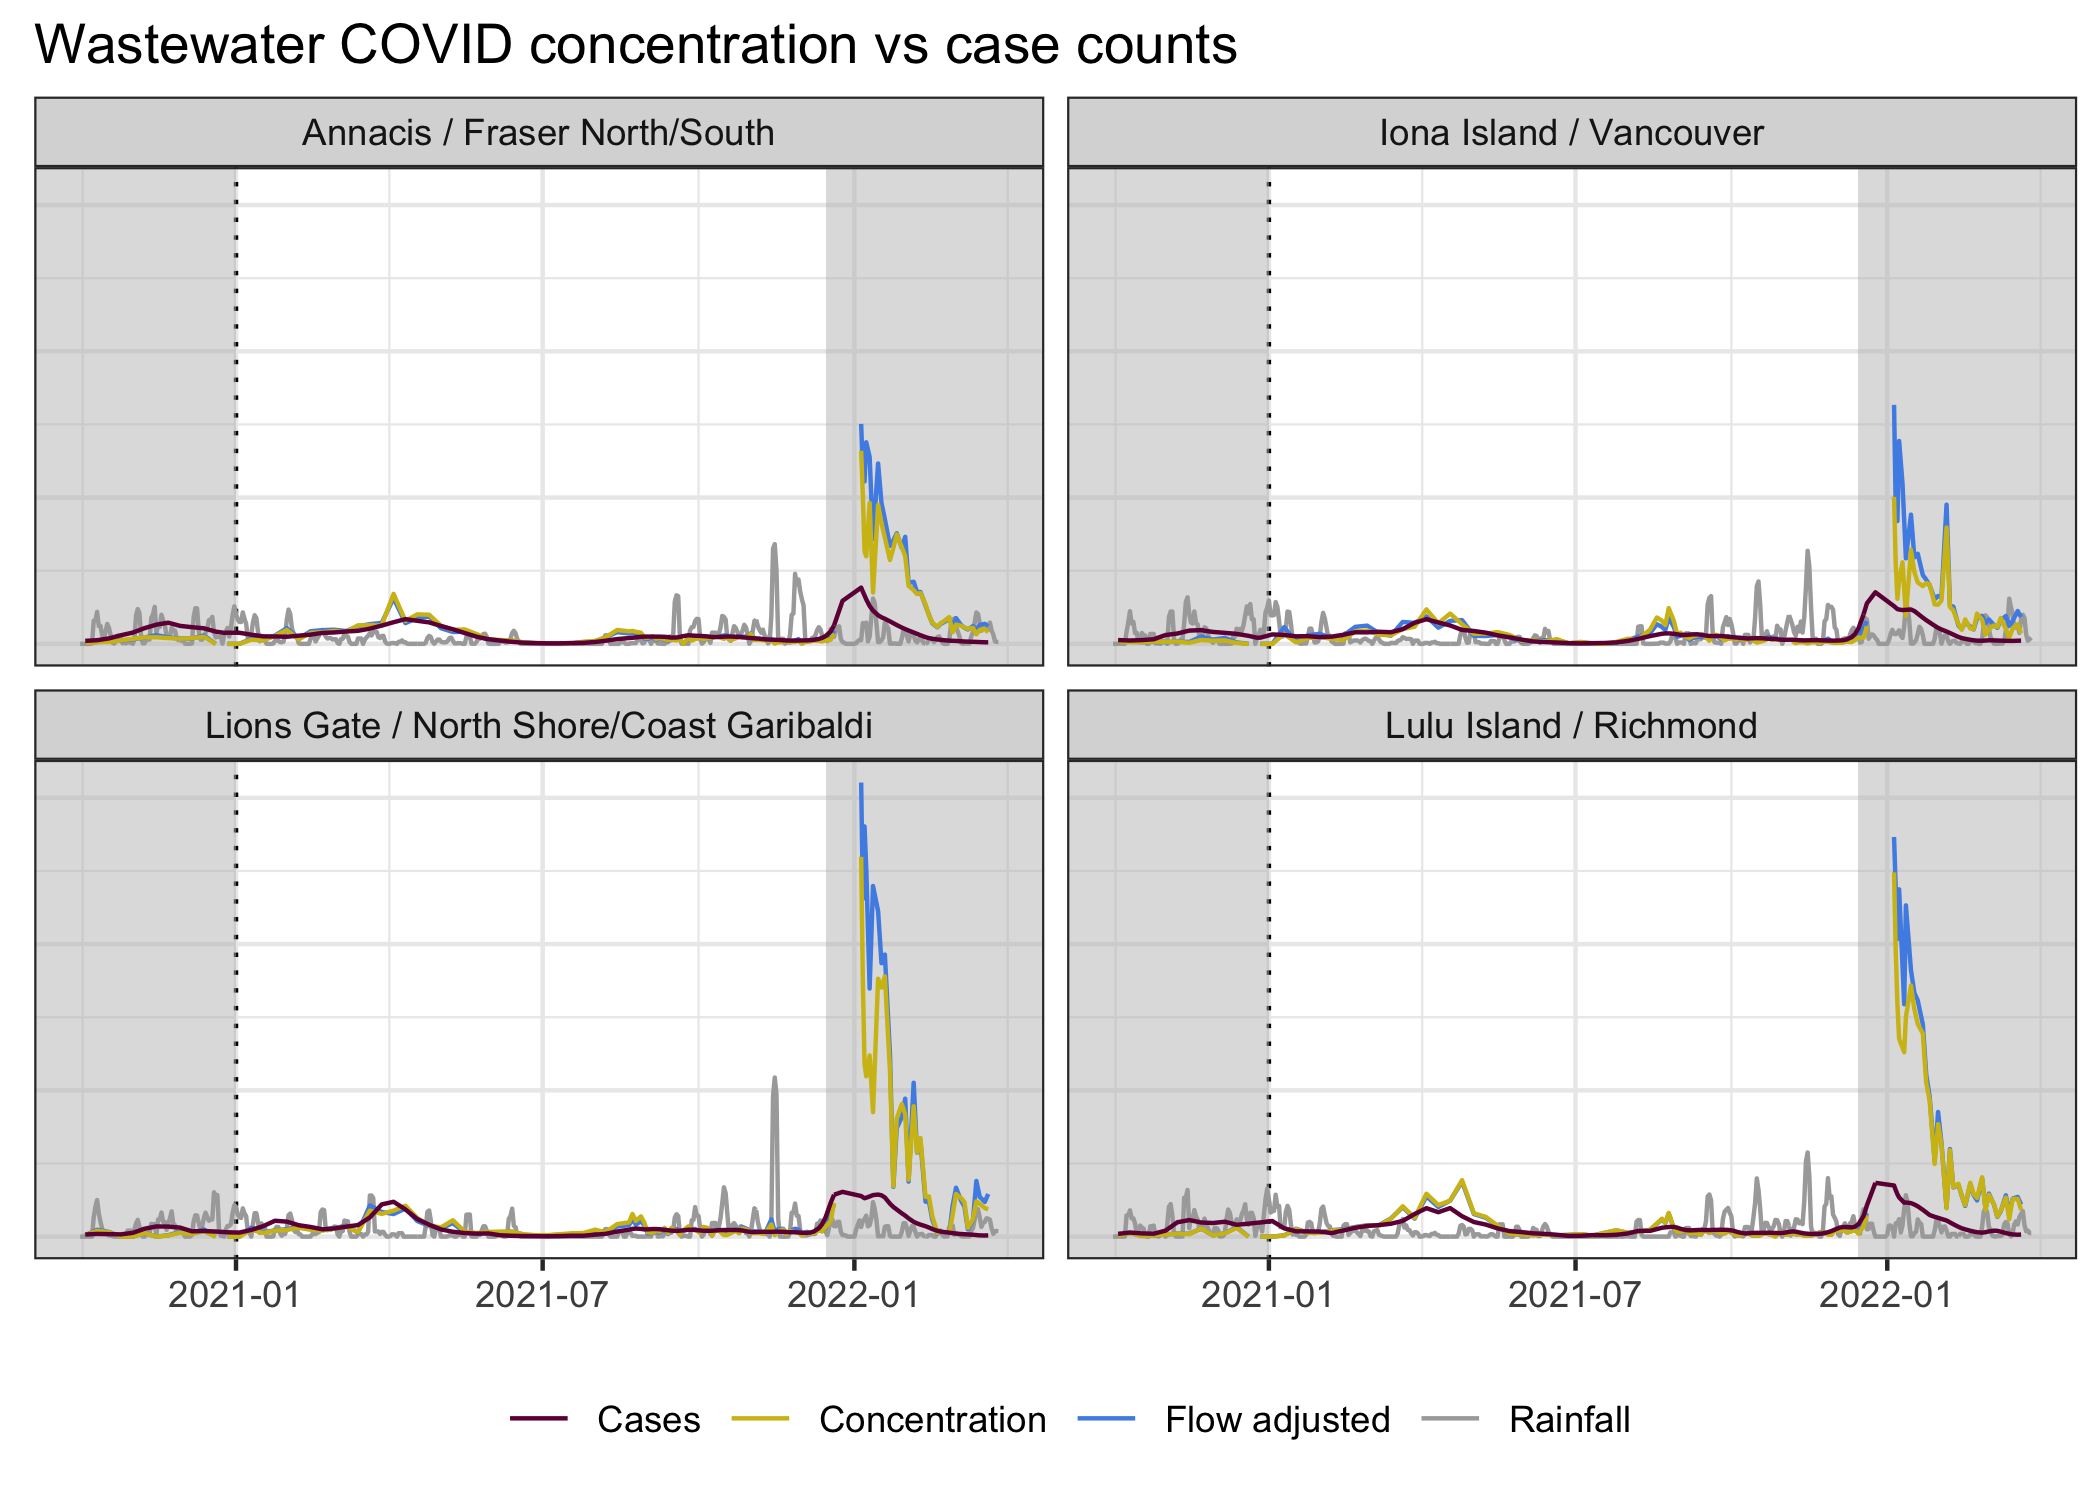 Wastewater COVID concentration vs case counts
Annacis / Fraser North/South
Iona Island / Vancouver
Lions Gate / North Shore/Coast Garibaldi
Lulu Island / Richmond
2021-01 2021-07 2022-01 2021-01 2021-07 2022-01
Cases Concentration Flow adjusted Rainfall